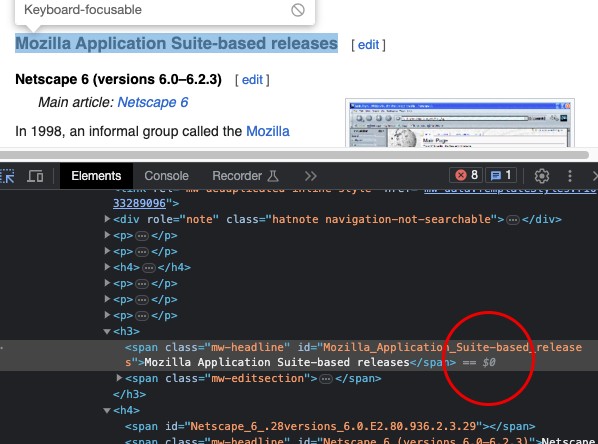 Keyboard-focusable
Mozilla Application Suite-based releases [ edit ]
Netscape 6 (versions 6.0–6.2.3) [ edit ]
Main article: Netscape 6
In 1998, an informal group called the Mozilla
Main Page
Elements Console Recorder 8 1
33289096">
<div role="note" class="hatnote navigation-not-searchable">…</div>
<p>…</p>
<p>…</p>
<h4>…</h4>
<p>…</p>
<p>…</p>
<p>…</p>
<h3>
<span class="mw-headline" id="Mozilla_Application_Suite-based_release
s">Mozilla Application Suite-based releases</span> == $0
<span class="mw-editsection">…</span>
</h3>
<h4>
<span id="Netscape_6_.28versions_6.0.E2.80.936.2.3.29"></span>
<span class="mw-headline" id="Netscape_6_(versions_6.0–6.2.3)">Netscape